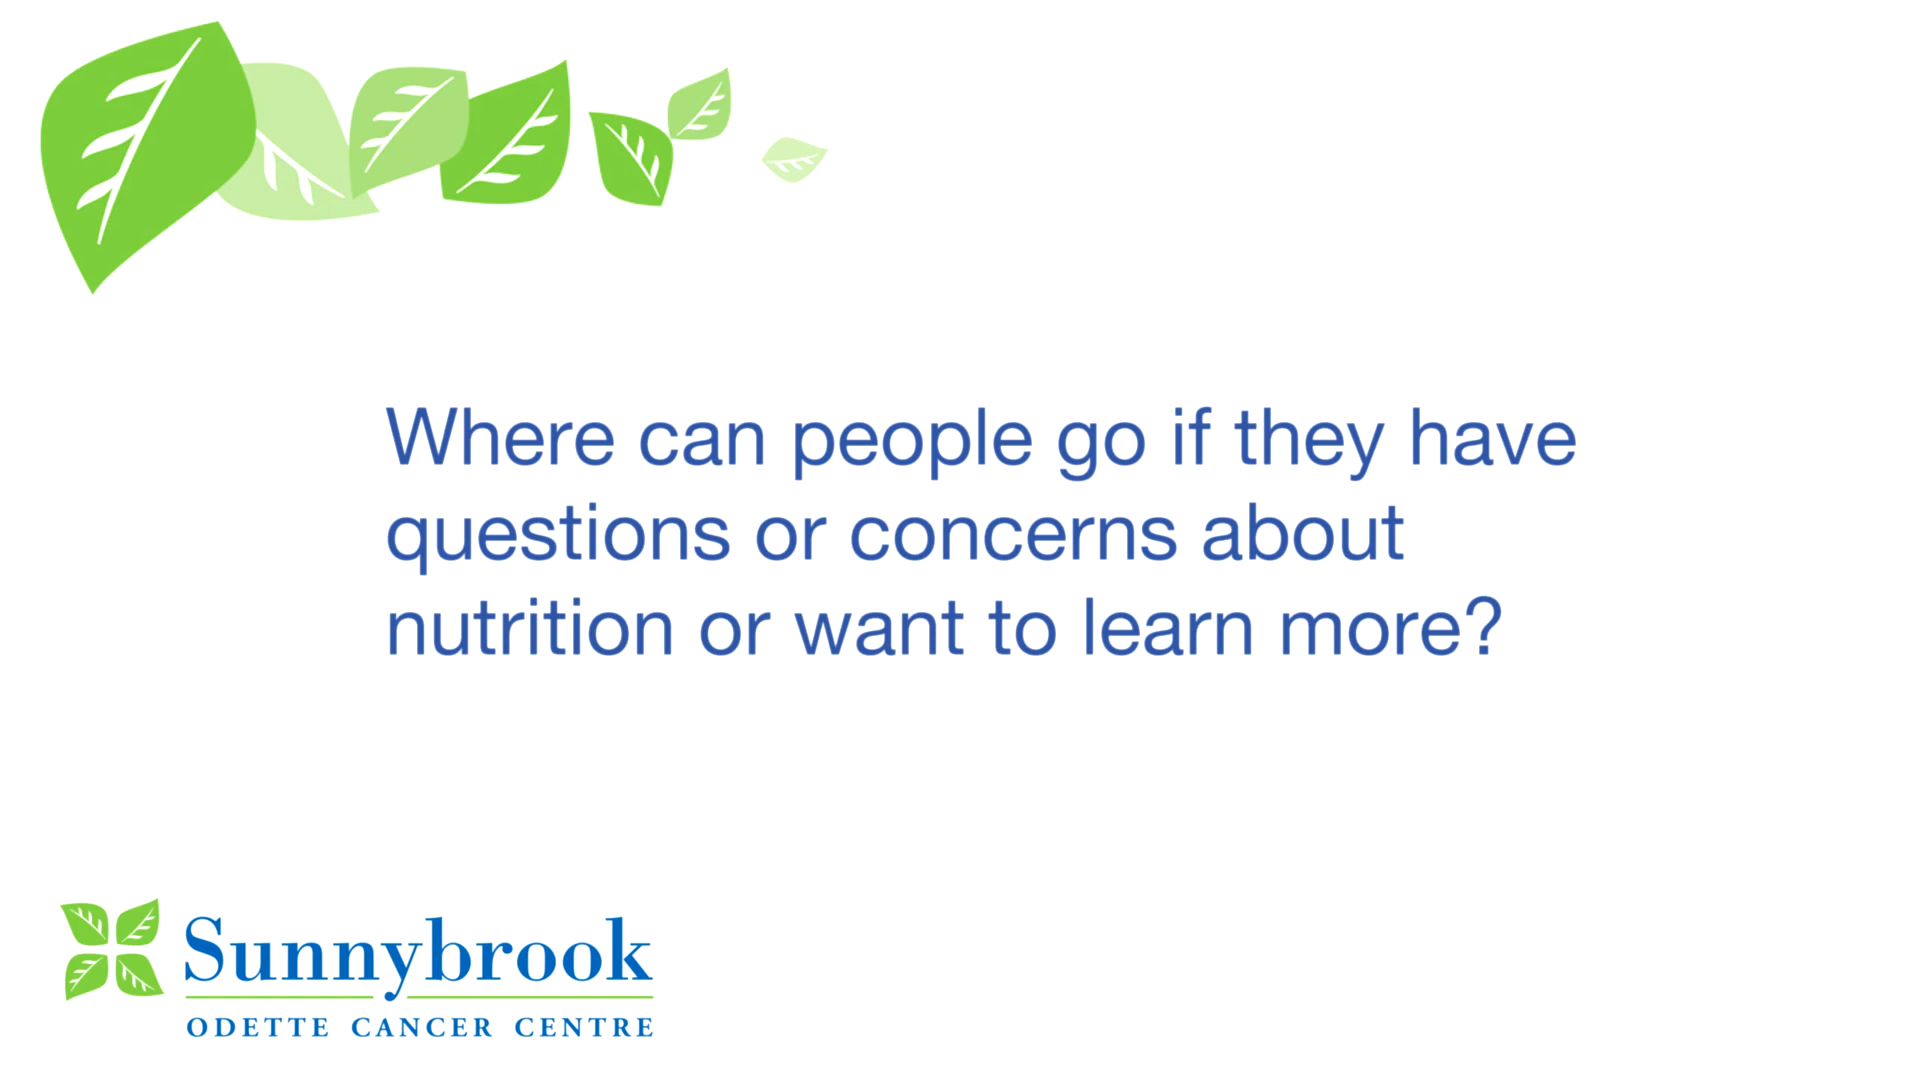 Where can people go if they have
questions or concerns about
nutrition or want to learn more?
Sunnybrook
ODETTE CANCER CENTRE